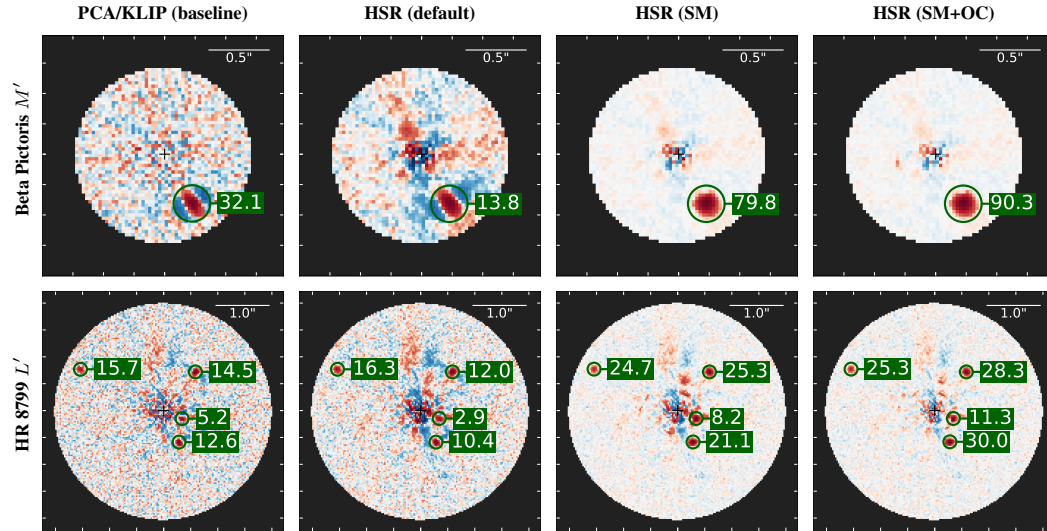 PCA/KLIP (baseline) HSR (default) HSR (SM) HSR (SM+OC)
Beta Pictoris M′
0.5" 0.5" 0.5" 0.5"
32.1 13.8 79.8 90.3
HR 8799 L′
1.0" 1.0" 1.0" 1.0"
15.7 14.5 16.3 12.0 24.7 25.3 25.3 28.3
5.2 2.9 8.2 11.3
12.6 10.4 21.1 30.0